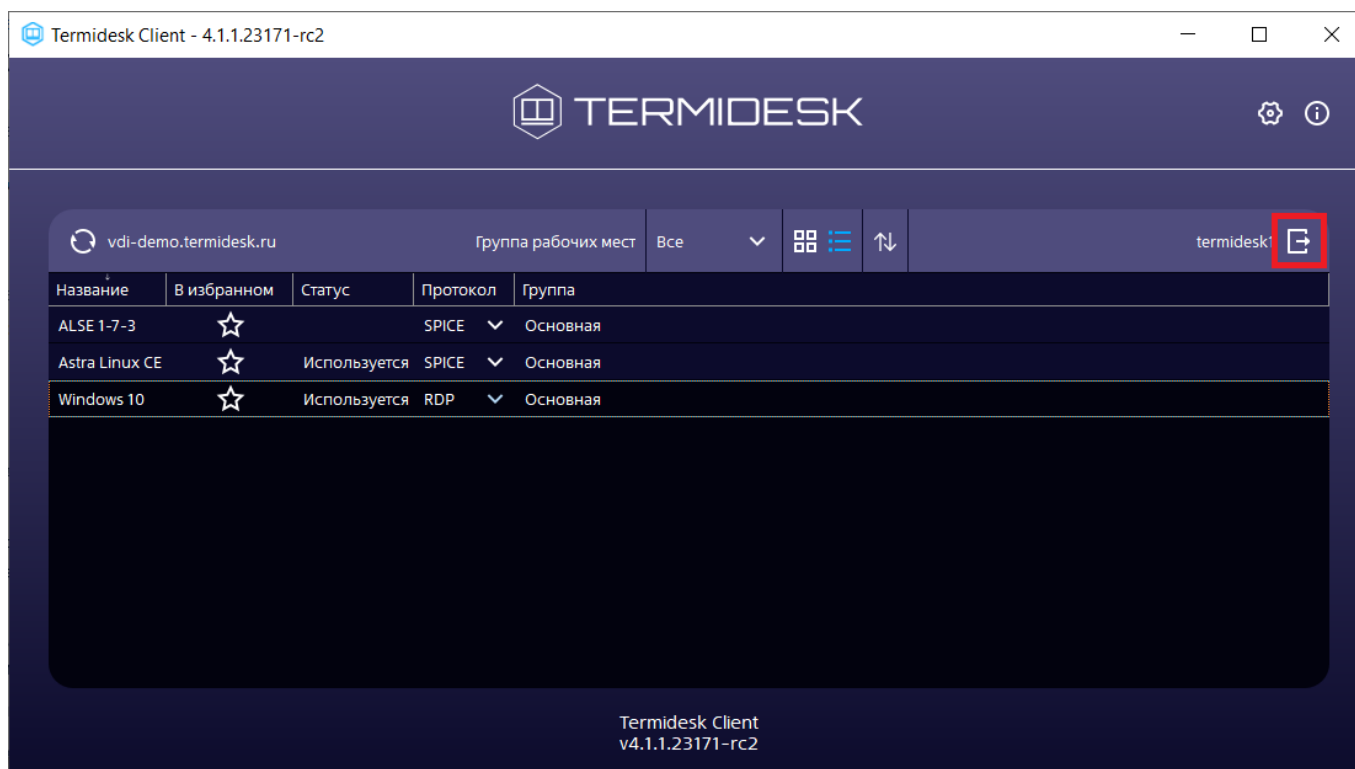 Termidesk Client - 4.1.1.23171-rc2
TERMIDESK
vdi-demo.termidesk.ru Группа рабочих мест Все termidesk1
Название В избранном Статус Протокол Группа
ALSE 1-7-3 SPICE Основная
Astra Linux CE Используется SPICE Основная
Windows 10 Используется RDP Основная
Termidesk Client
v4.1.1.23171-rc2